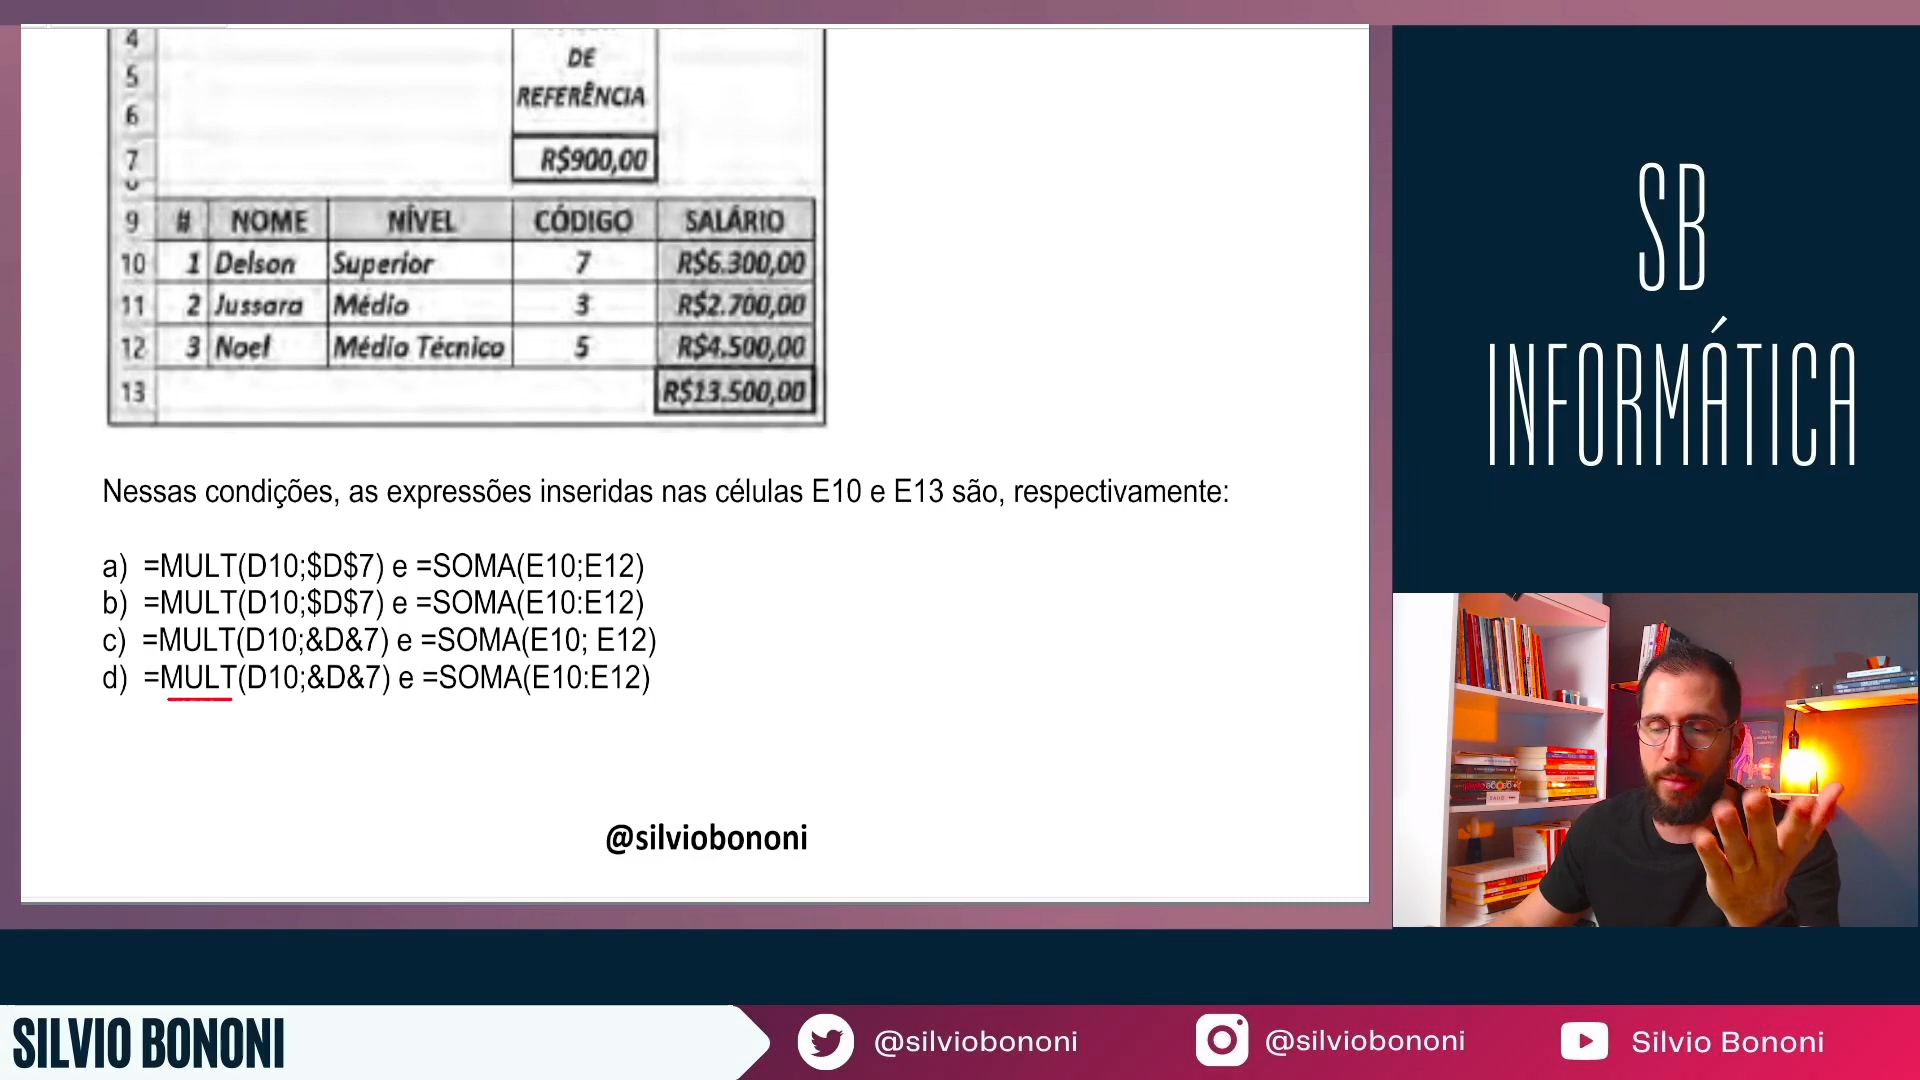 4
DE
5
REFERÊNCIA
6
7 R$900,00
9 # NOME NÍVEL CÓDIGO SALÁRIO
10 1 Delson Superior 7 R$6.300,00
11 2 Jussara Médio 3 R$2.700,00
12 3 Noel Médio Técnico 5 R$4.500,00
13 R$13.500,00
Nessas condições, as expressões inseridas nas células E10 e E13 são, respectivamente:
a) =MULT(D10;$D$7) e =SOMA(E10;E12)
b) =MULT(D10;$D$7) e =SOMA(E10:E12)
c) =MULT(D10;&D&7) e =SOMA(E10; E12)
d) =MULT(D10;&D&7) e =SOMA(E10:E12)
@silviobononi
SB
INFORMÁTICA
SILVIO BONONI
@silviobononi
@silviobononi
Silvio Bononi